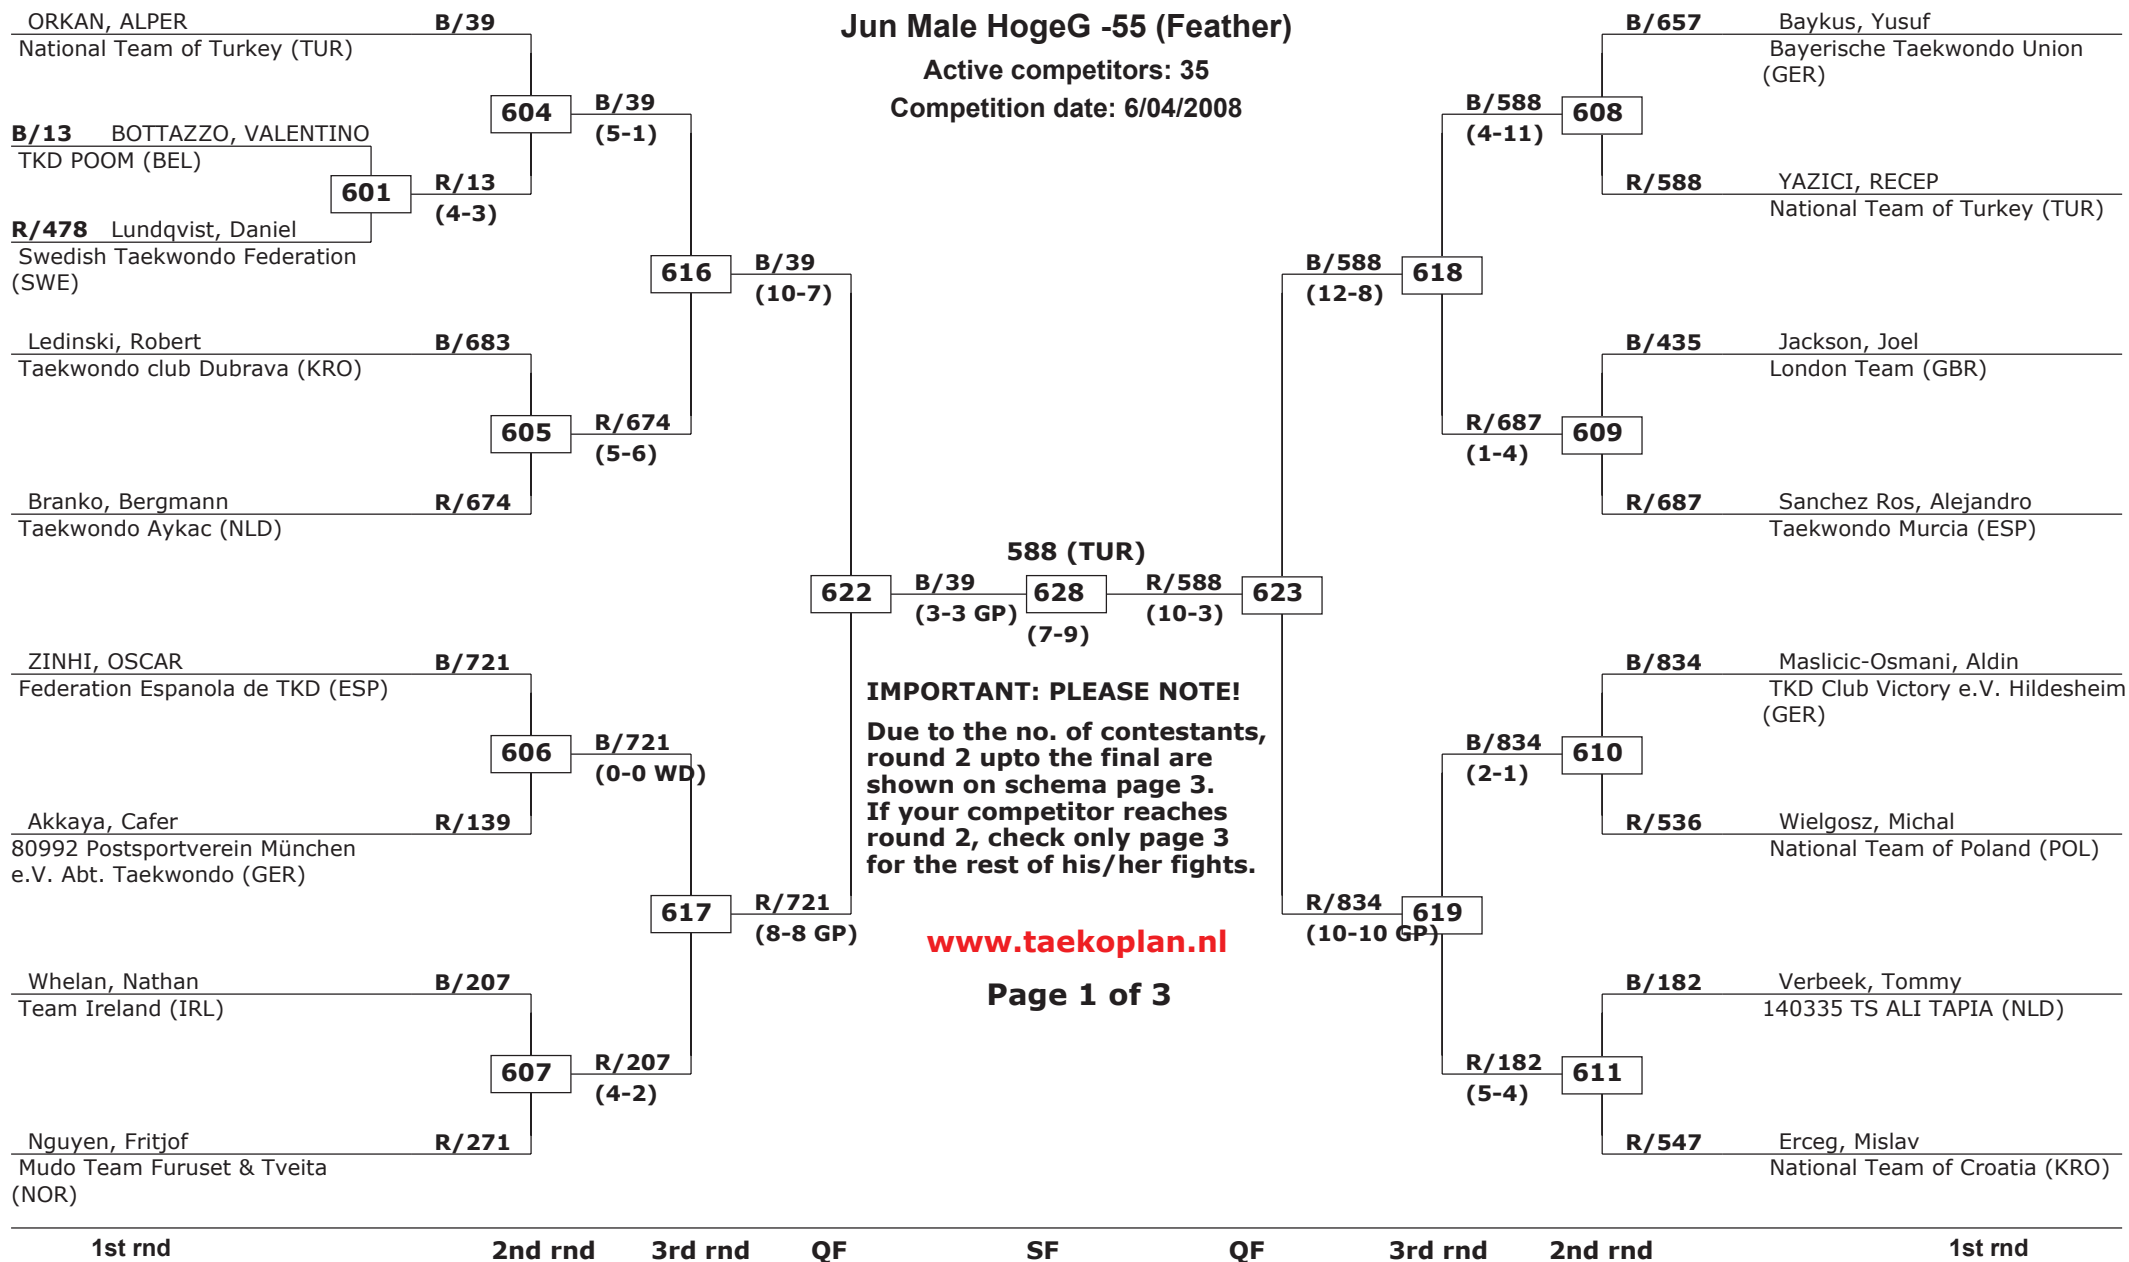 Jun Male HogeG -55 (Feather)
Active competitors: 35
Competition date: 6/04/2008
ORKAN, ALPER B/39
National Team of Turkey (TUR)
604
B/39
(5-1)
B/13 BOTTAZZO, VALENTINO
TKD POOM (BEL)
601
R/13
(4-3)
R/478 Lundqvist, Daniel
Swedish Taekwondo Federation
(SWE)
616
B/39
(10-7)
Ledinski, Robert B/683
Taekwondo club Dubrava (KRO)
605
R/674
(5-6)
Branko, Bergmann R/674
Taekwondo Aykac (NLD)
622
B/39
(3-3 GP)
588 (TUR)
628
(7-9)
R/588
(10-3)
623
ZINHI, OSCAR B/721
Federation Espanola de TKD (ESP)
606
B/721
(0-0 WD)
Akkaya, Cafer R/139
80992 Postsportverein München
e.V. Abt. Taekwondo (GER)
617
R/721
(8-8 GP)
Whelan, Nathan B/207
Team Ireland (IRL)
607
R/207
(4-2)
Nguyen, Fritjof R/271
Mudo Team Furuset & Tveita
(NOR)
IMPORTANT: PLEASE NOTE!
Due to the no. of contestants,
round 2 upto the final are
shown on schema page 3.
If your competitor reaches
round 2, check only page 3
for the rest of his/her fights.
www.taekoplan.nl
Page 1 of 3
B/657 Baykus, Yusuf
Bayerische Taekwondo Union
(GER)
B/588
(4-11)
608
R/588 YAZICI, RECEP
National Team of Turkey (TUR)
B/588
(12-8)
618
B/435 Jackson, Joel
London Team (GBR)
R/687
(1-4)
609
R/687 Sanchez Ros, Alejandro
Taekwondo Murcia (ESP)
B/834 Maslicic-Osmani, Aldin
TKD Club Victory e.V. Hildesheim
(GER)
B/834
(2-1)
610
R/536 Wielgosz, Michal
National Team of Poland (POL)
R/834
(10-10 GP)
619
B/182 Verbeek, Tommy
140335 TS ALI TAPIA (NLD)
R/182
(5-4)
611
R/547 Erceg, Mislav
National Team of Croatia (KRO)
1st rnd 2nd rnd 3rd rnd QF SF QF 3rd rnd 2nd rnd 1st rnd